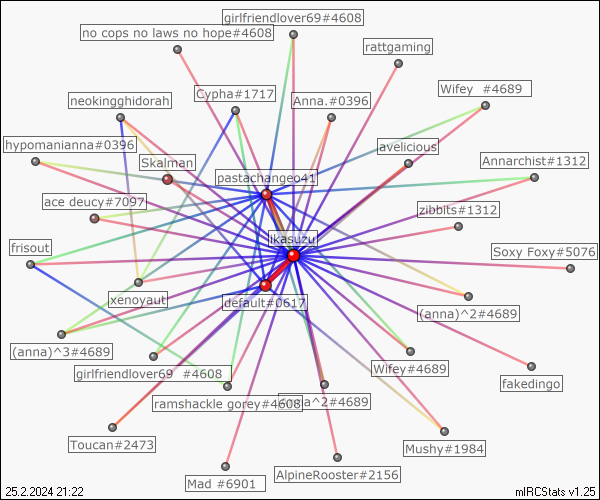 girlfriendlover69#4608
no cops no laws no hope#4608
rattgaming
Wifey #4689
Cypha#1717
Anna.#0396
neokingghidorah
hypomanianna#0396
avelicious
Skalman
Annarchist#1312
pastachangeo41
ace deucy#7097
zibbits#1312
ikasuzu
frisout
Soxy Foxy#5076
xenoyaut
default#0617
(anna)^2#4689
(anna)^3#4689
girlfriendlover69 #4608
Wifey#4689
fakedingo
ramshackle gorey#4608
^2#4689
Toucan#2473
Mushy#1984
Mad #6901
AlpineRooster#2156
25.2.2024 21:22
mIRCStats v1.25